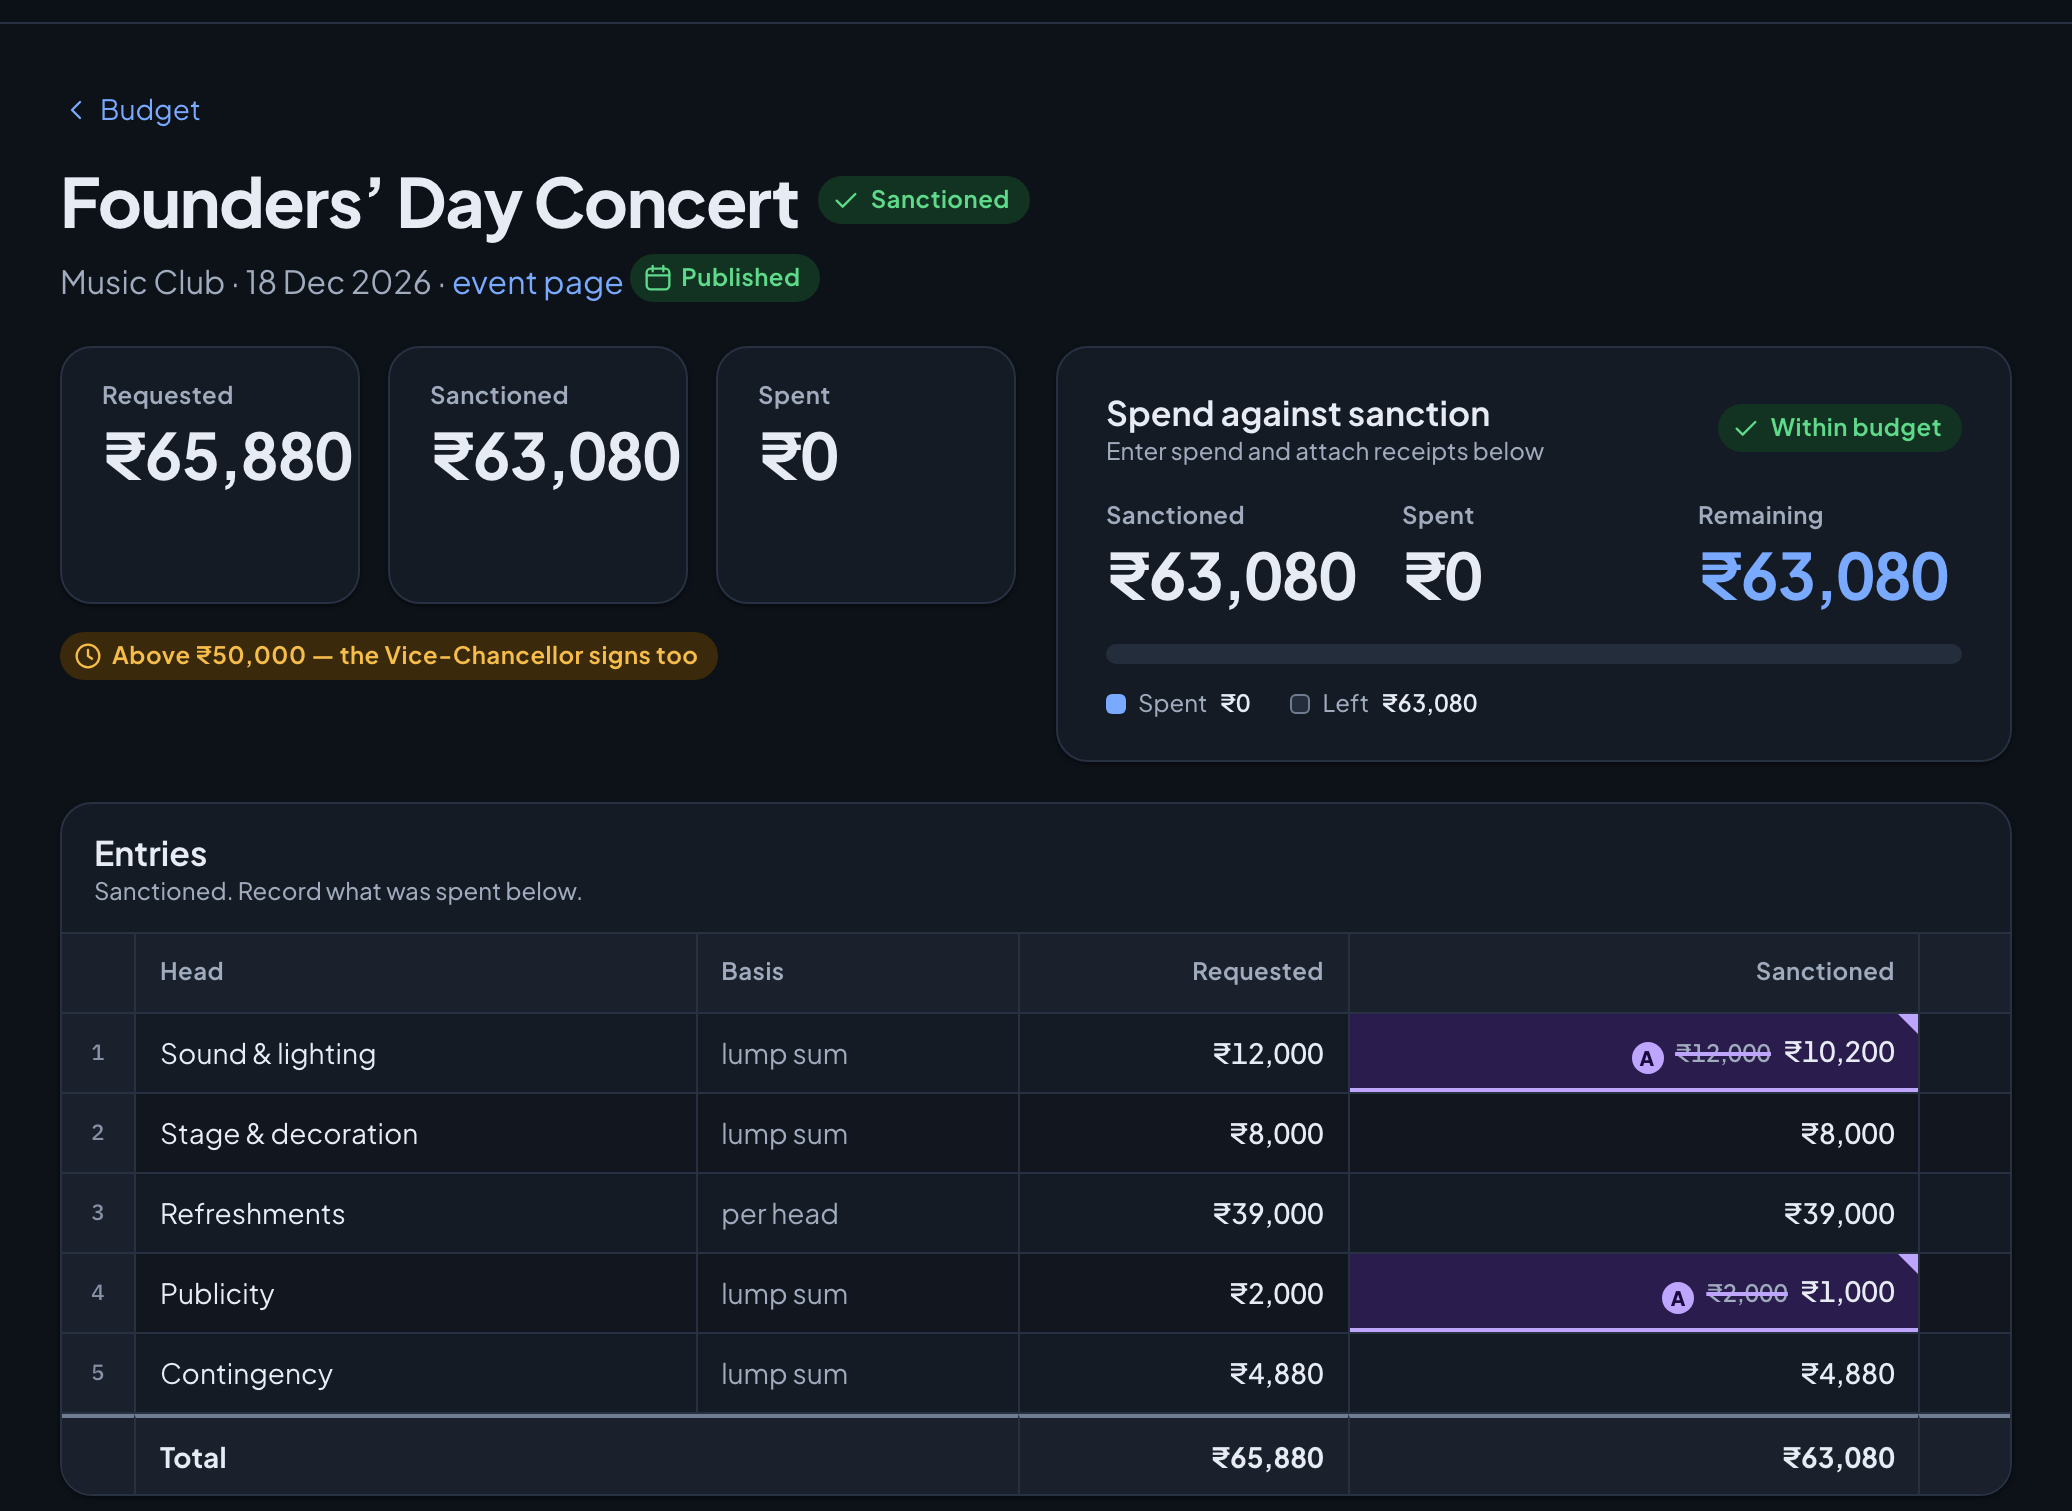 Budget
Founders’ Day Concert Sanctioned
Music Club · 18 Dec 2026 · event page Published
Requested
₹65,880
Sanctioned
₹63,080
Spent
₹0
Above ₹50,000 — the Vice-Chancellor signs too
Spend against sanction
Enter spend and attach receipts below
Within budget
Sanctioned Spent Remaining
₹63,080 ₹0 ₹63,080
Spent ₹0 Left ₹63,080
Entries
Sanctioned. Record what was spent below.
Head Basis Requested Sanctioned
1 Sound & lighting lump sum ₹12,000 A ₹12,000 ₹10,200
2 Stage & decoration lump sum ₹8,000 ₹8,000
3 Refreshments per head ₹39,000 ₹39,000
4 Publicity lump sum ₹2,000 A ₹2,000 ₹1,000
5 Contingency lump sum ₹4,880 ₹4,880
Total ₹65,880 ₹63,080